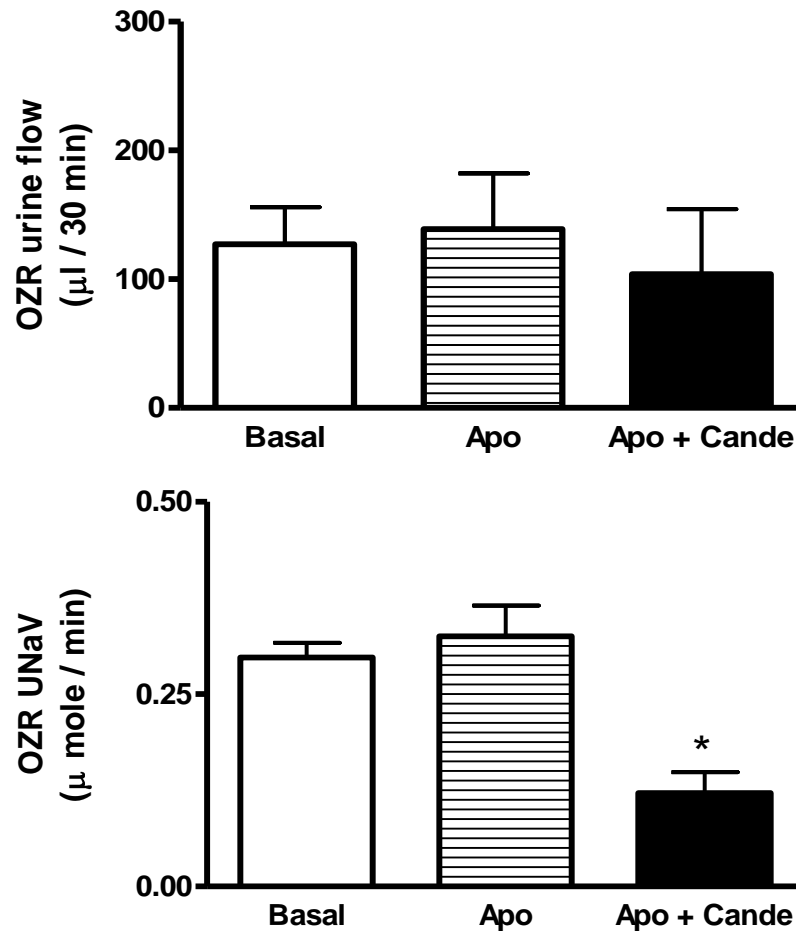 OZR urine flow
(μl / 30 min)
300
200
100
0
Basal Apo Apo + Cande
OZR UNaV
(μ mole / min)
0.50
0.25
0.00
*
Basal Apo Apo + Cande